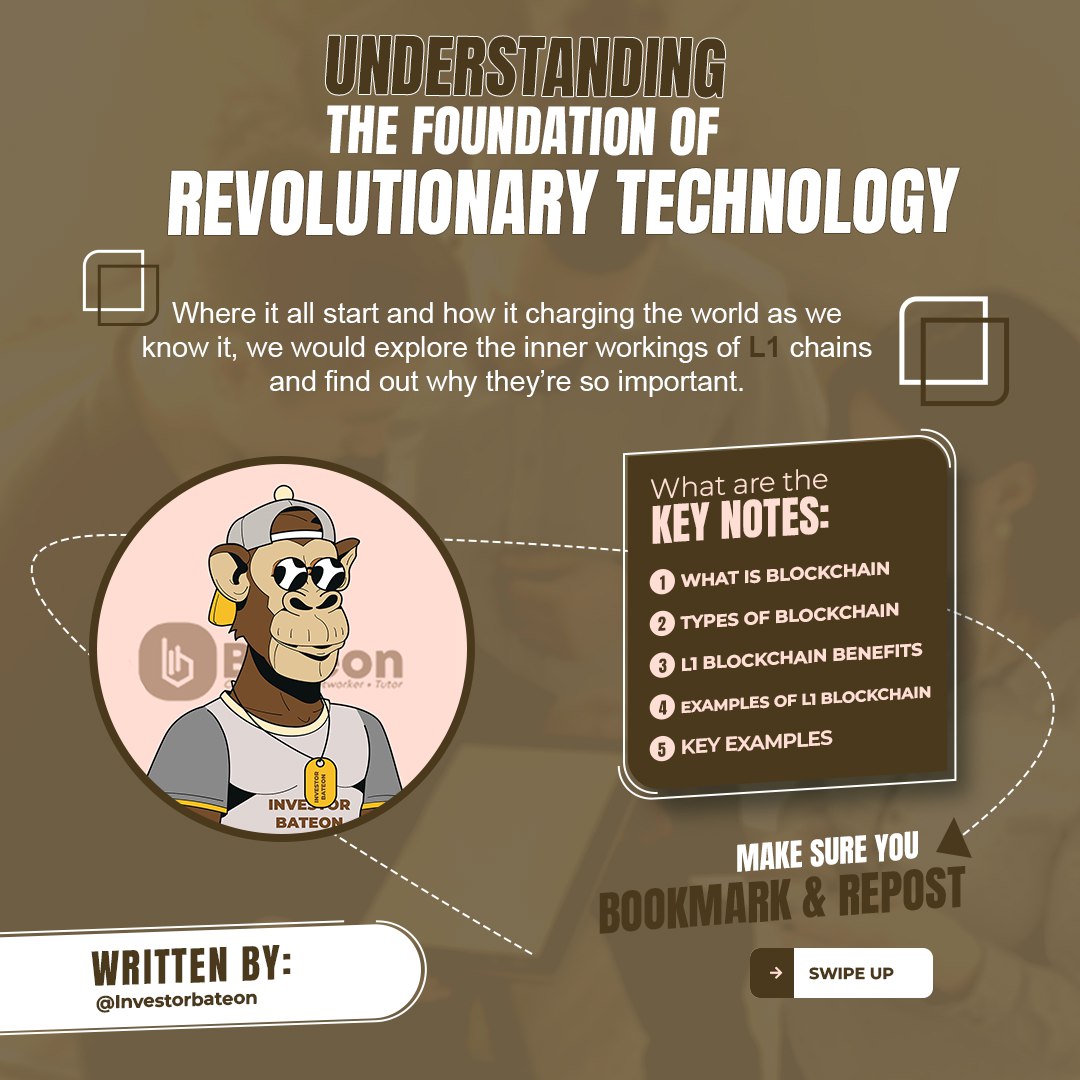 UNDERSTANDING
THE FOUNDATION OF
REVOLUTIONARY TECHNOLOGY
Where it all start and how it charging the world as we
know it, we would explore the inner workings of L1 chains
and find out why they’re so important.
What are the
KEY NOTES:
1 WHAT IS BLOCKCHAIN
2 TYPES OF BLOCKCHAIN
3 L1 BLOCKCHAIN BENEFITS
4 EXAMPLES OF L1 BLOCKCHAIN
5 KEY EXAMPLES
INVESTOR
BATEON
INVESTOR
BATEON
MAKE SURE YOU
BOOKMARK & REPOST
SWIPE UP
WRITTEN BY:
@Investorbateon